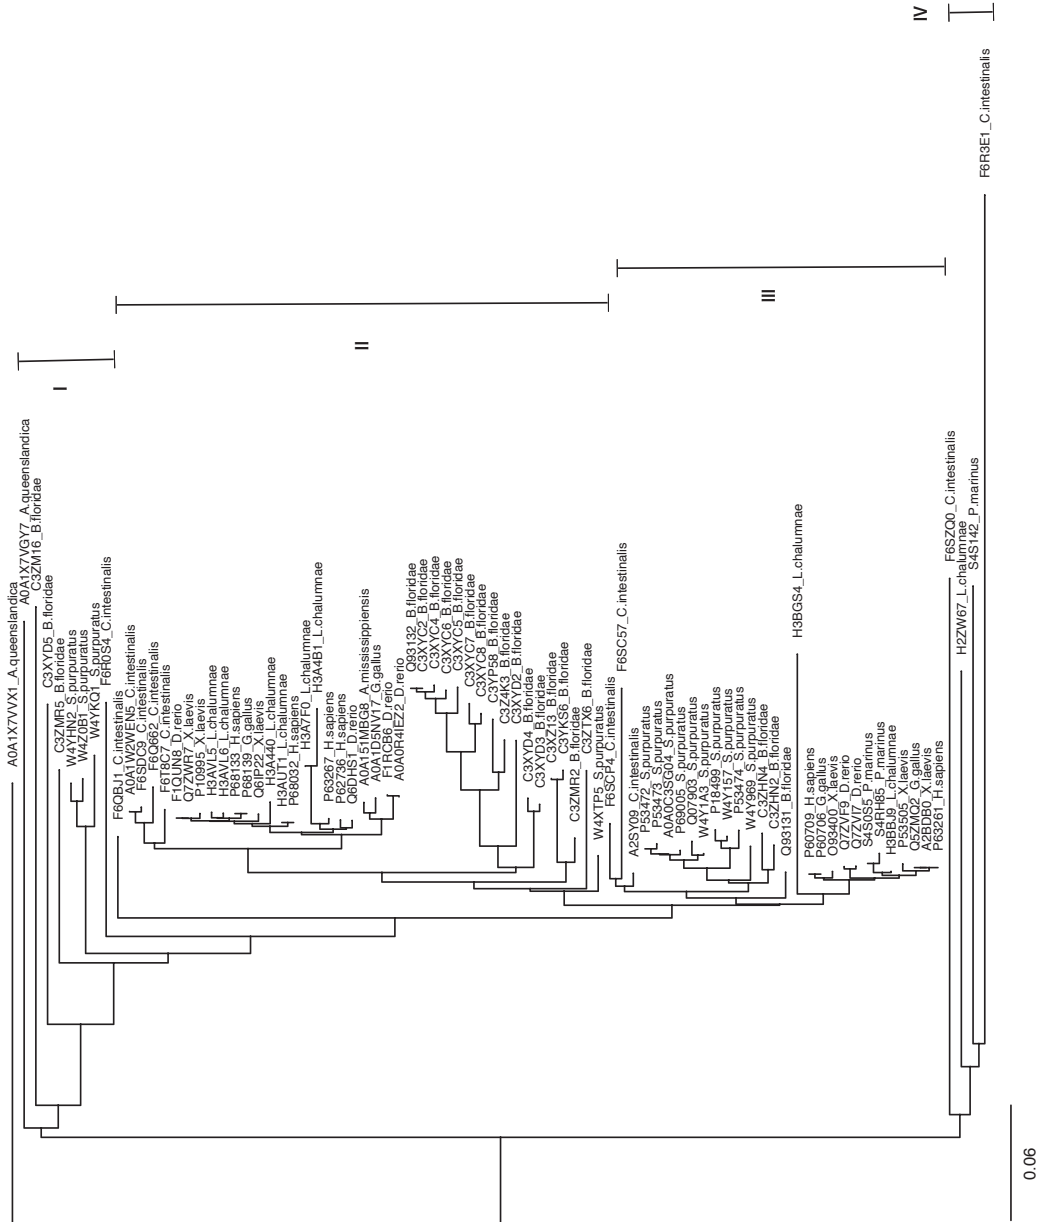 IV
F6R3E1_C.intestinalis
III
II
I
A0A1X7VVX1_A.queenslandica
A0A1X7VGY7_A.queenslandica
C3ZM16_B.floridae
C3XYD5_B.floridae
C3ZMR5_B.floridae
W4YHN2_S.purpuratus
W4Z0B1_S.purpuratus
W4YKQ1_S.purpuratus
F6R0S4_C.intestinalis
F6QBJ1_C.intestinalis
A0A1W2WEN5_C.intestinalis
F6SDO9_C.intestinalis
F6Q662_C.intestinalis
F6T8C7_C.intestinalis
F1QUN8_D.rerio
Q7ZWR7_X.laevis
P10995_X.laevis
H3AVL5_L.chalumnae
H3AVL6_L.chalumnae
P68133_H.sapiens
P68139_G.gallus
Q6IP22_X.laevis
H3A440_L.chalumnae
H3AUT1_L.chalumnae
P68032_H.sapiens
H3A7F0_L.chalumnae
H3A4B1_L.chalumnae
P63267_H.sapiens
P62736_H.sapiens
Q6DHS1_D.rerio
A0A151MBG8_A.mississippiensis
A0A1D5NV17_G.gallus
F1RCB6_D.rerio
A0A0R4IEZ2_D.rerio
Q93132_B.floridae
C3XYC2_B.floridae
C3XYC4_B.floridae
C3XYC6_B.floridae
C3XYC5_B.floridae
C3XYC7_B.floridae
C3XYC8_B.floridae
C3YP58_B.floridae
C3Z4K3_B.floridae
C3XYD2_B.floridae
C3XYD4_B.floridae
C3XYD3_B.floridae
C3XZ13_B.floridae
C3YKS6_B.floridae
C3ZMR2_B.floridae
C3ZTX6_B.floridae
W4XTP5_S.purpuratus
F6SCP4_C.intestinalis
F6SC57_C.intestinalis
A2SY09_C.intestinalis
P53472_S.purpuratus
P53473_S.purpuratus
A0A0C3SG04_S.purpuratus
P69005_S.purpuratus
Q07903_S.purpuratus
W4Y1A3_S.purpuratus
P18499_S.purpuratus
W4Y157_S.purpuratus
P53474_S.purpuratus
W4Y969_S.purpuratus
C3ZHN4_B.floridae
C3ZHN2_B.floridae
Q93131_B.floridae
H3BGS4_L.chalumnae
P60709_H.sapiens
P60706_G.gallus
O93400_X.laevis
Q7ZVF9_D.rerio
Q7ZVI7_D.rerio
S4S0S5_P.marinus
S4RH85_P.marinus
H3BBJ9_L.chalumnae
P53505_X.laevis
Q5ZMQ2_G.gallus
A2BDB0_X.laevis
P63261_H.sapiens
F6SZQ0_C.intestinalis
H2ZW67_L.chalumnae
S4S142_P.marinus
0.06